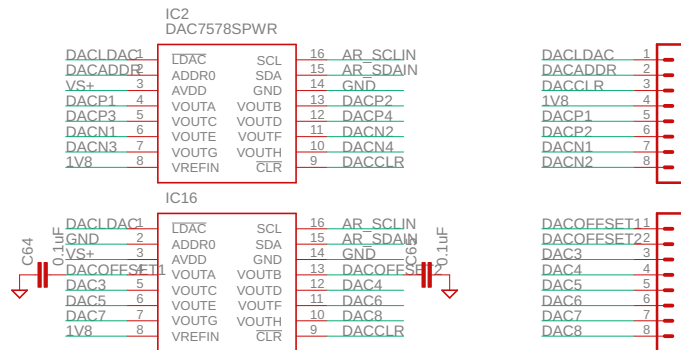 IC2
DAC7578SPWR
DACLDAC 1 LDAC SCL 16 AR_SCLIN
DACADDR 2 ADDR0 SDA 15 AR_SDAIN
VS+ 3 AVDD GND 14 GND
DACP1 4 VOUTA VOUTB 13 DACP2
DACP3 5 VOUTC VOUTD 12 DACP4
DACN1 6 VOUTE VOUTF 11 DACN2
DACN3 7 VOUTG VOUTH 10 DACN4
1V8 8 VREFIN CLR 9 DACCLR
DACLDAC 1
DACADDR 2
DACCLR 3
1V8 4
DACP1 5
DACP2 6
DACN1 7
DACN2 8
IC16
DACLDAC 1 LDAC SCL 16 AR_SCLIN
GND 2 ADDR0 SDA 15 AR_SDAIN
VS+ 3 AVDD GND 14 GND
DACOFFSET1 4 VOUTA VOUTB 13 DACOFFSET2
DAC3 5 VOUTC VOUTD 12 DAC4
DAC5 6 VOUTE VOUTF 11 DAC6
DAC7 7 VOUTG VOUTH 10 DAC8
1V8 8 VREFIN CLR 9 DACCLR
C64
0.1uF
C65
0.1uF
DACOFFSET1 1
DACOFFSET2 2
DAC3 3
DAC4 4
DAC5 5
DAC6 6
DAC7 7
DAC8 8